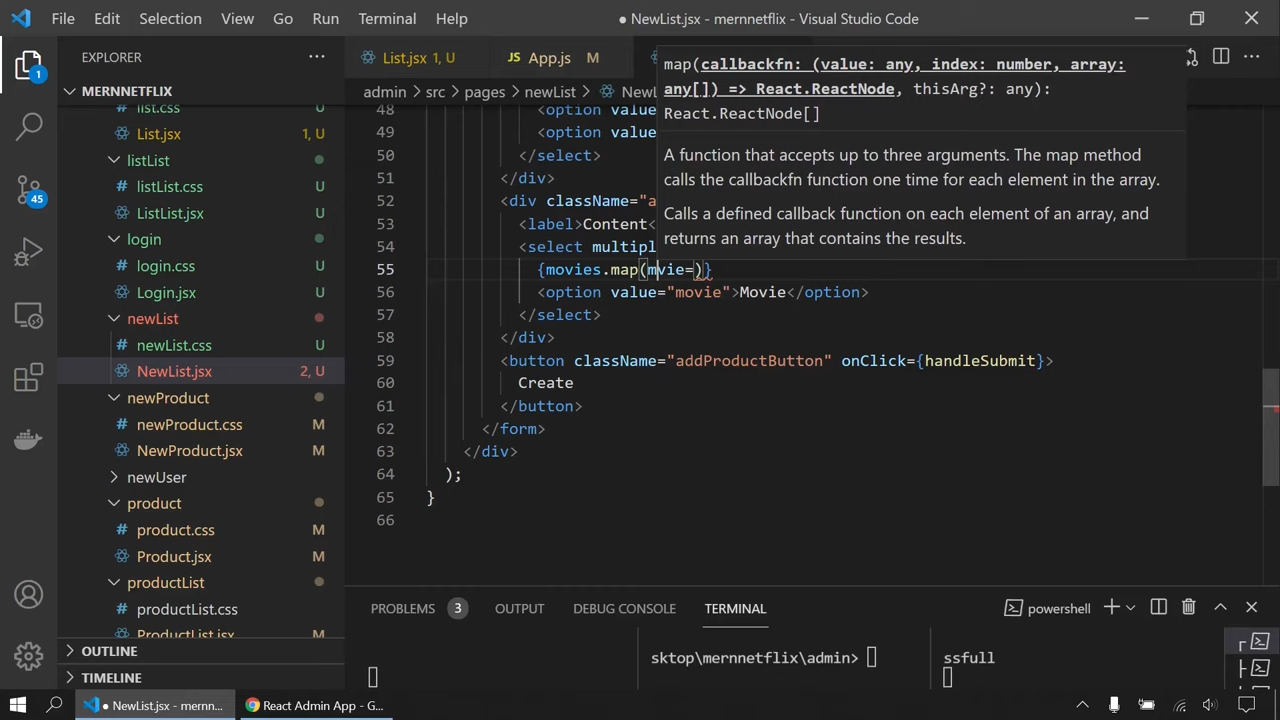 File Edit Selection View Go Run Terminal Help ● NewList.jsx - mernnetflix - Visual Studio Code
EXPLORER
MERNNETFLIX
list.css U
List.jsx 1, U
listList
listList.css U
ListList.jsx U
login
login.css U
Login.jsx U
newList
newList.css U
NewList.jsx 2, U
newProduct
newProduct.css M
NewProduct.jsx M
newUser
product
product.css M
Product.jsx M
productList
productList.css M
ProductList.jsx M
OUTLINE
TIMELINE
1
45
List.jsx 1, U JS App.js M
admin > src > pages > newList > NewL
map(callbackfn: (value: any, index: number, array:
any[]) => React.ReactNode, thisArg?: any):
React.ReactNode[]
A function that accepts up to three arguments. The map method
calls the callbackfn function one time for each element in the array.
Calls a defined callback function on each element of an array, and
returns an array that contains the results.
48 <option value
49 <option value
50 </select>
51 </div>
52 <div className="a
53 <label>Content<
54 <select multipl
55 {movies.map(mvie=)}
56 <option value="movie">Movie</option>
57 </select>
58 </div>
59 <button className="addProductButton" onClick={handleSubmit}>
60 Create
61 </button>
62 </form>
63 </div>
64 );
65 }
66
PROBLEMS 3 OUTPUT DEBUG CONSOLE TERMINAL powershell
sktop\mernnetflix\admin> ssfull
● NewList.jsx - mernn... React Admin App - G...